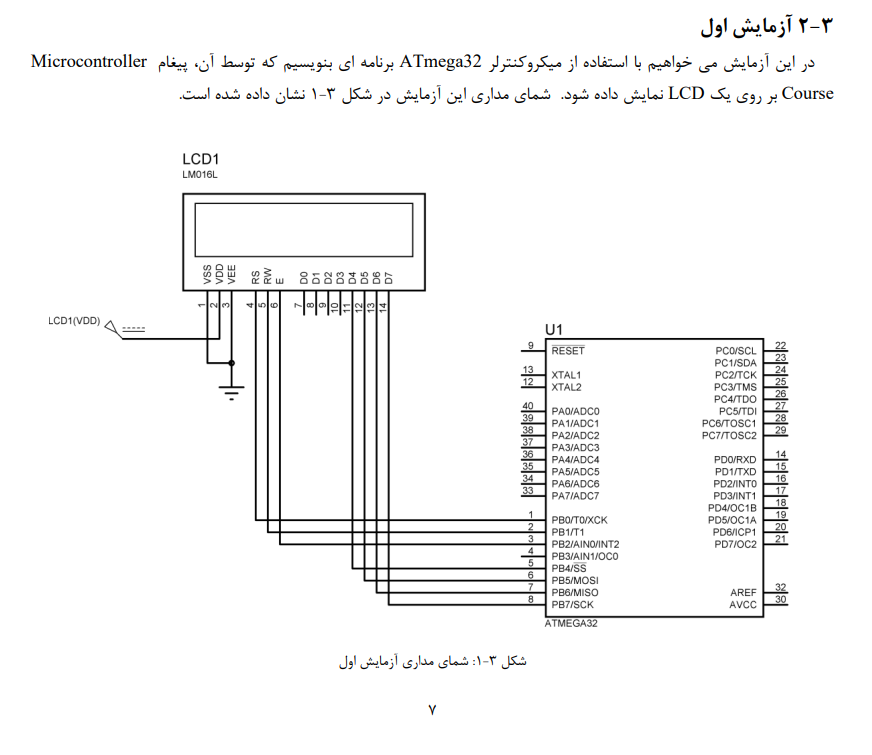 ۳-۲ آزمایش اول
در این آزمایش می خواهیم با استفاده از میکروکنترلر ATmega32 برنامه ای بنویسیم که توسط آن، پیغام Microcontroller
Course بر روی یک LCD نمایش داده شود. شمای مداری این آزمایش در شکل ۳-۱ نشان داده شده است.
LCD1
LM016L
VSS
VDD
VEE
RS
RW
E
D0
D1
D2
D3
D4
D5
D6
D7
1
2
3
4
5
6
7
8
9
10
11
12
13
14
LCD1(VDD)
U1
9 RESET
13 XTAL1
12 XTAL2
40 PA0/ADC0
39 PA1/ADC1
38 PA2/ADC2
37 PA3/ADC3
36 PA4/ADC4
35 PA5/ADC5
34 PA6/ADC6
33 PA7/ADC7
1 PB0/T0/XCK
2 PB1/T1
3 PB2/AIN0/INT2
4 PB3/AIN1/OC0
5 PB4/SS
6 PB5/MOSI
7 PB6/MISO
8 PB7/SCK
PC0/SCL 22
PC1/SDA 23
PC2/TCK 24
PC3/TMS 25
PC4/TDO 26
PC5/TDI 27
PC6/TOSC1 28
PC7/TOSC2 29
PD0/RXD 14
PD1/TXD 15
PD2/INT0 16
PD3/INT1 17
PD4/OC1B 18
PD5/OC1A 19
PD6/ICP1 20
PD7/OC2 21
AREF 32
AVCC 30
ATMEGA32
شکل ۳-۱: شمای مداری آزمایش اول
۷